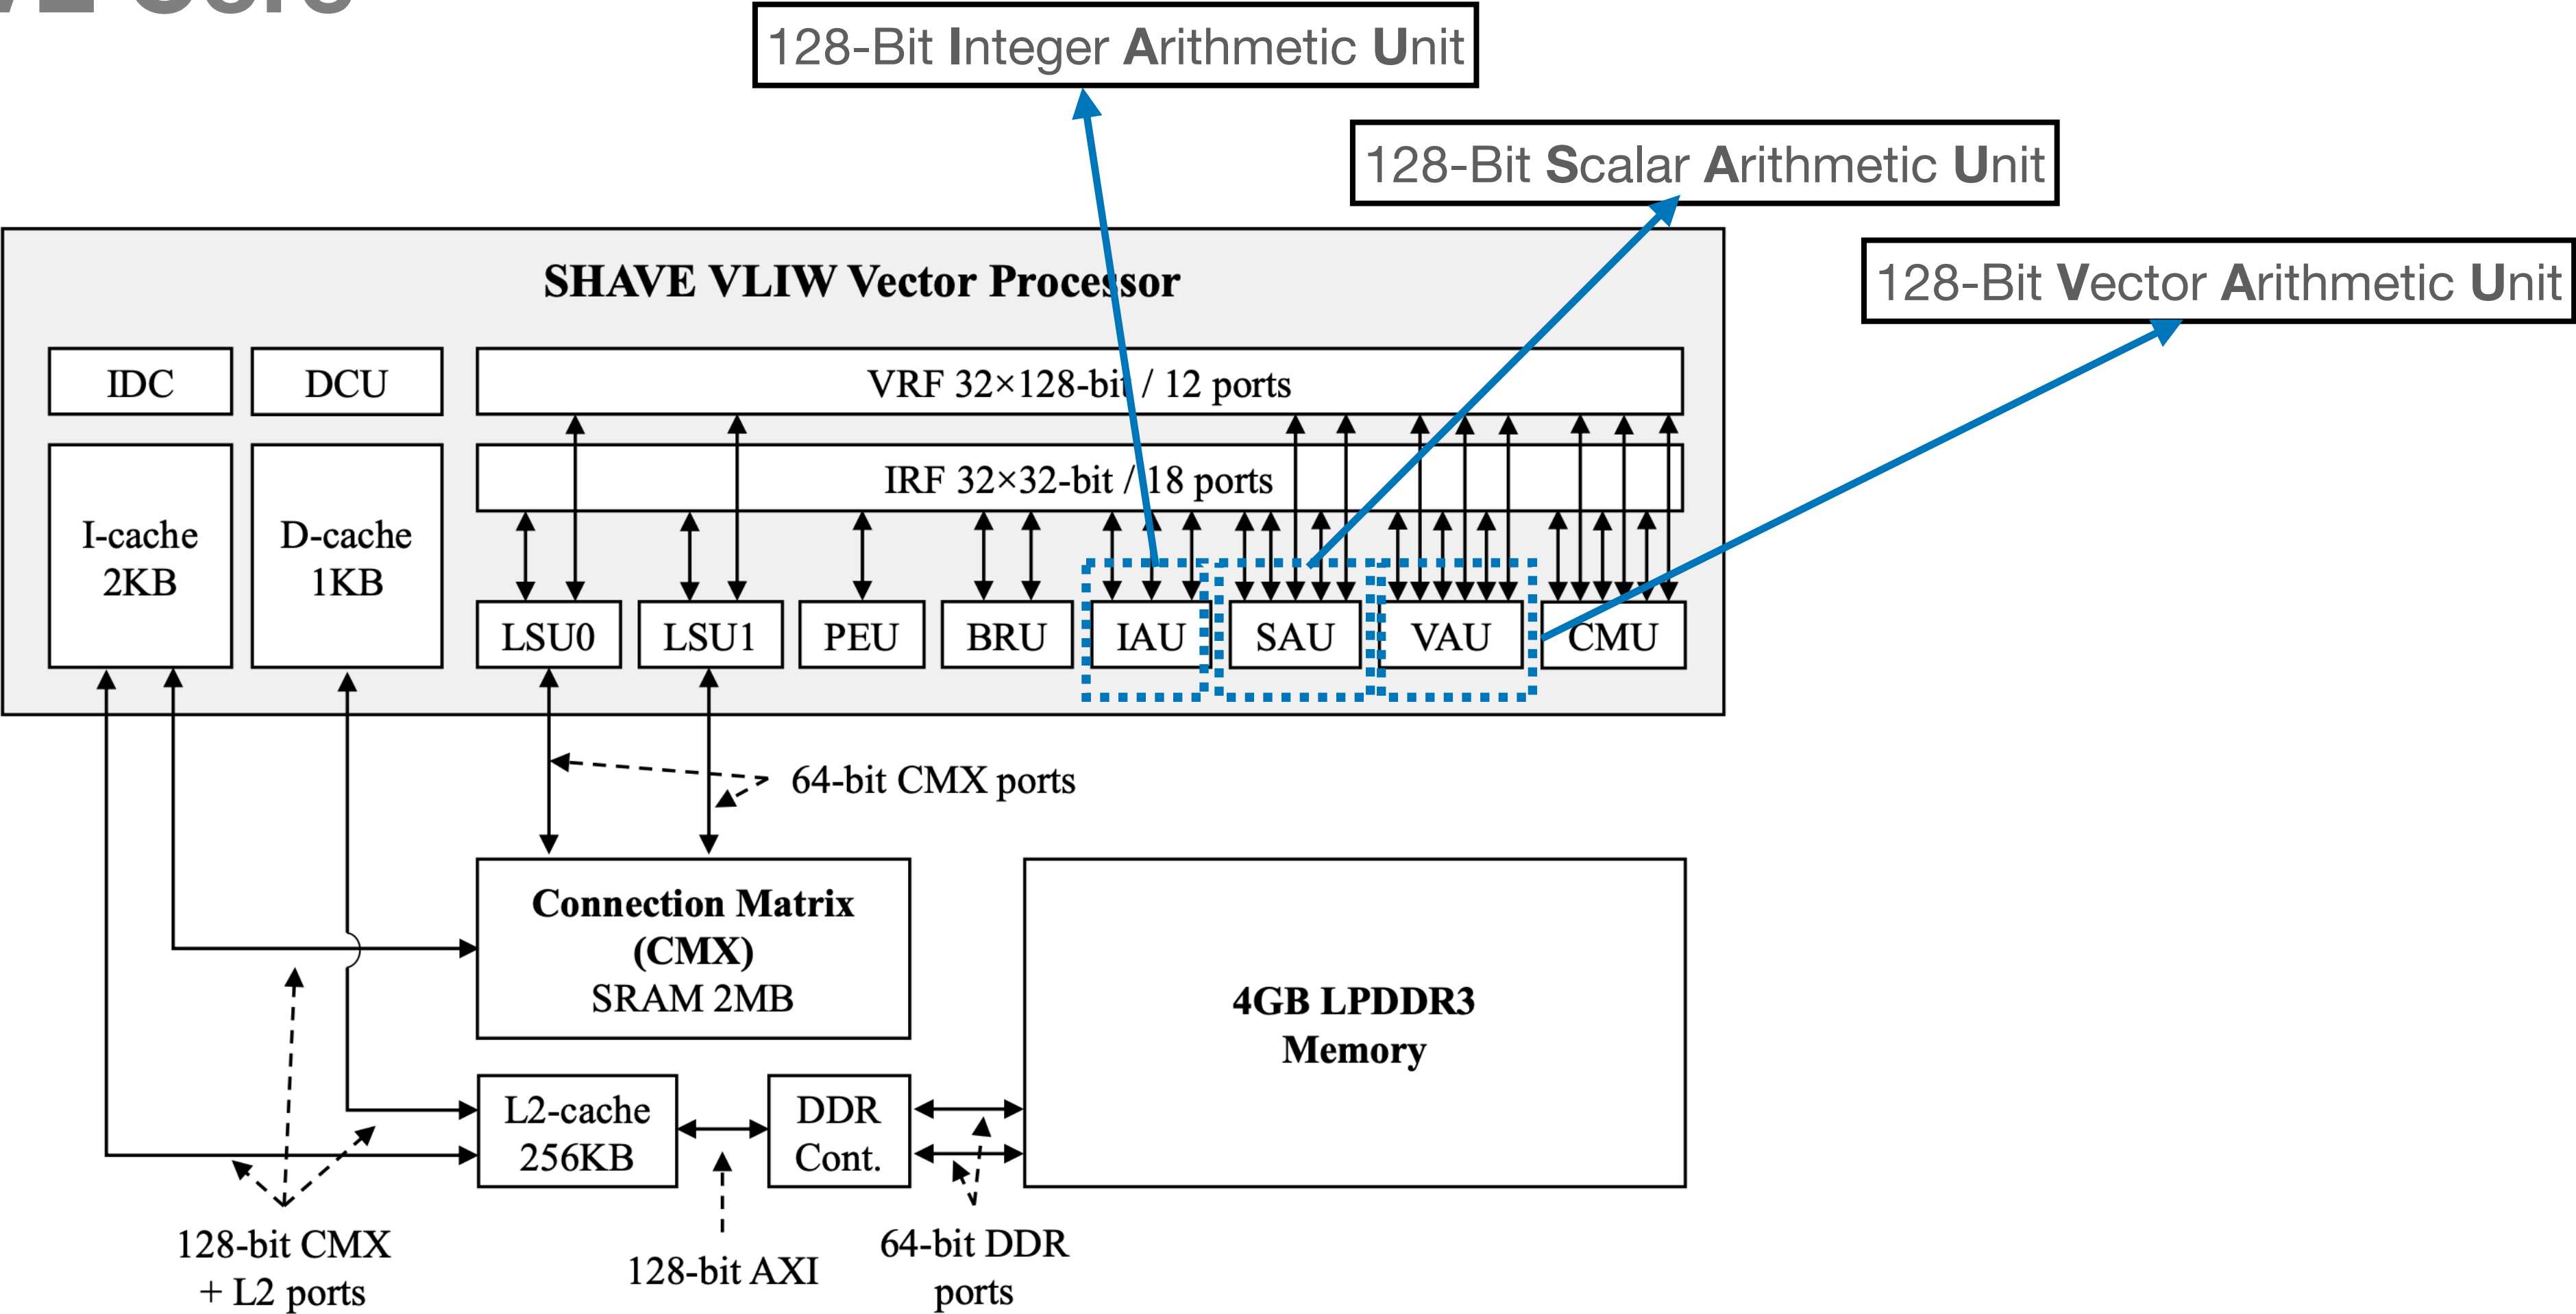 128-Bit Integer Arithmetic Unit
128-Bit Scalar Arithmetic Unit
128-Bit Vector Arithmetic Unit
SHAVE VLIW Vector Processor
IDC
DCU
VRF 32×128-bit / 12 ports
IRF 32×32-bit / 18 ports
I-cache
2KB
D-cache
1KB
LSU0
LSU1
PEU
BRU
IAU
SAU
VAU
CMU
64-bit CMX ports
Connection Matrix
(CMX)
SRAM 2MB
4GB LPDDR3
Memory
L2-cache
256KB
DDR
Cont.
128-bit CMX
+ L2 ports
128-bit AXI
64-bit DDR
ports